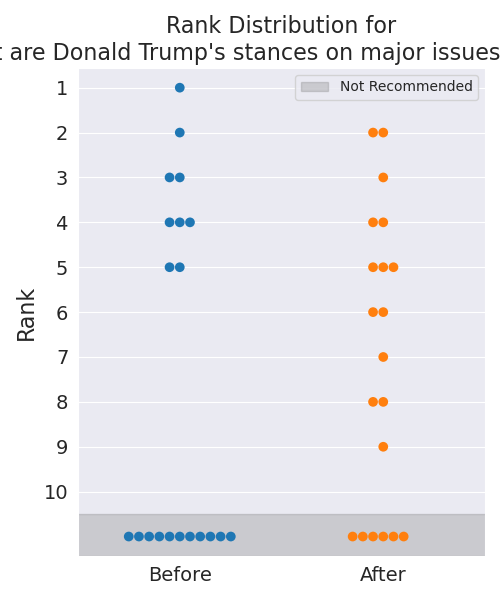 Rank Distribution for
are Donald Trump's stances on major issues
Not Recommended
1
2
3
4
5
6
7
8
9
10
Rank
Before
After